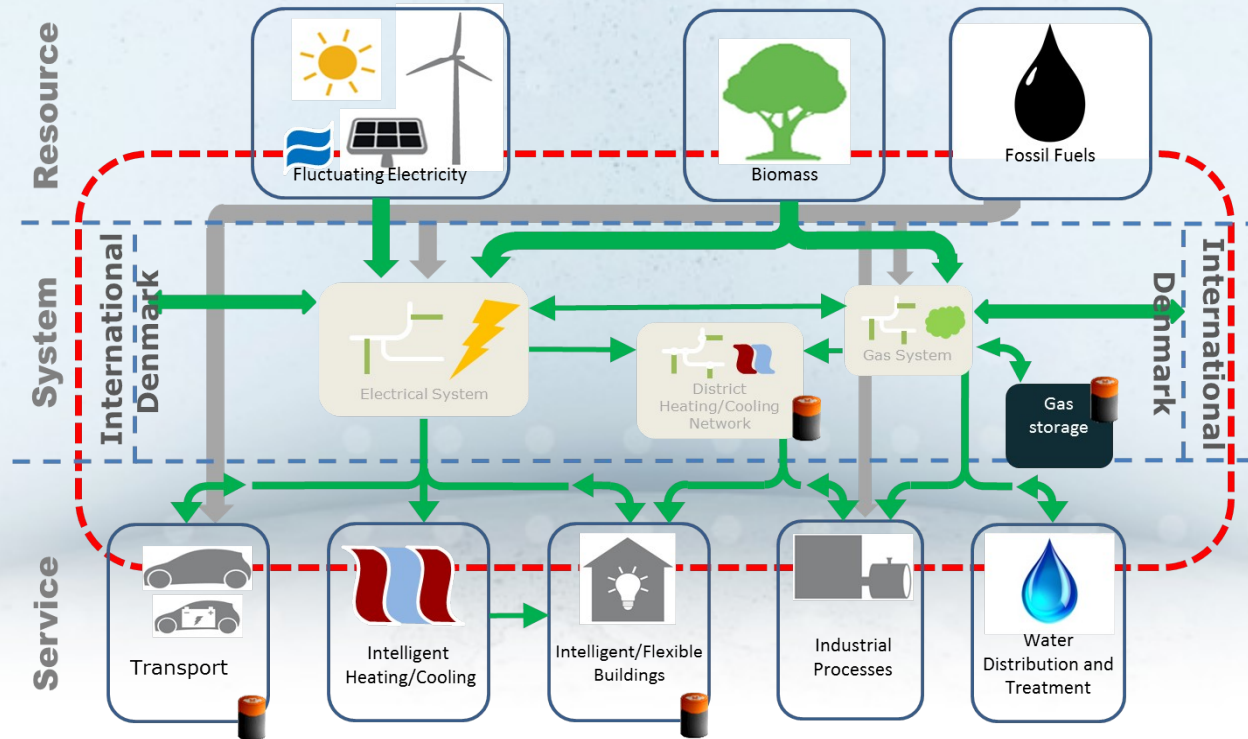 Resource
Fluctuating Electricity
Biomass
Fossil Fuels
System
International
Denmark
Electrical System
District
Heating/Cooling
Network
Gas System
Gas
storage
Denmark
International
Service
Transport
Intelligent
Heating/Cooling
Intelligent/Flexible
Buildings
Industrial
Processes
Water
Distribution and
Treatment